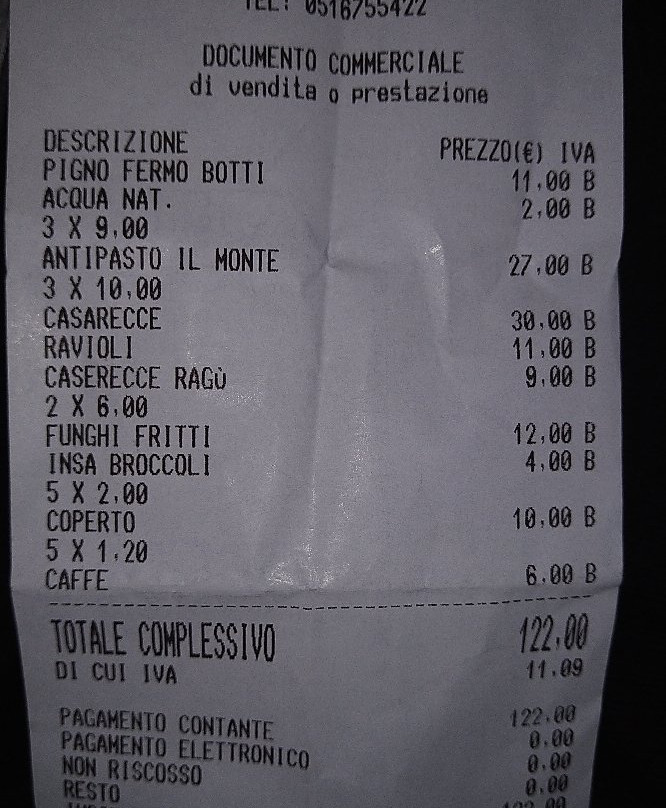 TEL: 0516755422
DOCUMENTO COMMERCIALE
di vendita o prestazione
DESCRIZIONE PREZZO(€) IVA
PIGNO FERMO BOTTI 11,00 B
ACQUA NAT. 2,00 B
3 X 9,00
ANTIPASTO IL MONTE 27,00 B
3 X 10,00
CASARECCE 30,00 B
RAVIOLI 11,00 B
CASERECCE RAGÙ 9,00 B
2 X 6,00
FUNGHI FRITTI 12,00 B
INSA BROCCOLI 4,00 B
5 X 2,00
COPERTO 10,00 B
5 X 1,20
CAFFE 6,00 B
TOTALE COMPLESSIVO 122,00
DI CUI IVA 11,09
PAGAMENTO CONTANTE 122,00
PAGAMENTO ELETTRONICO 0,00
NON RISCOSSO 0,00
RESTO 0,00